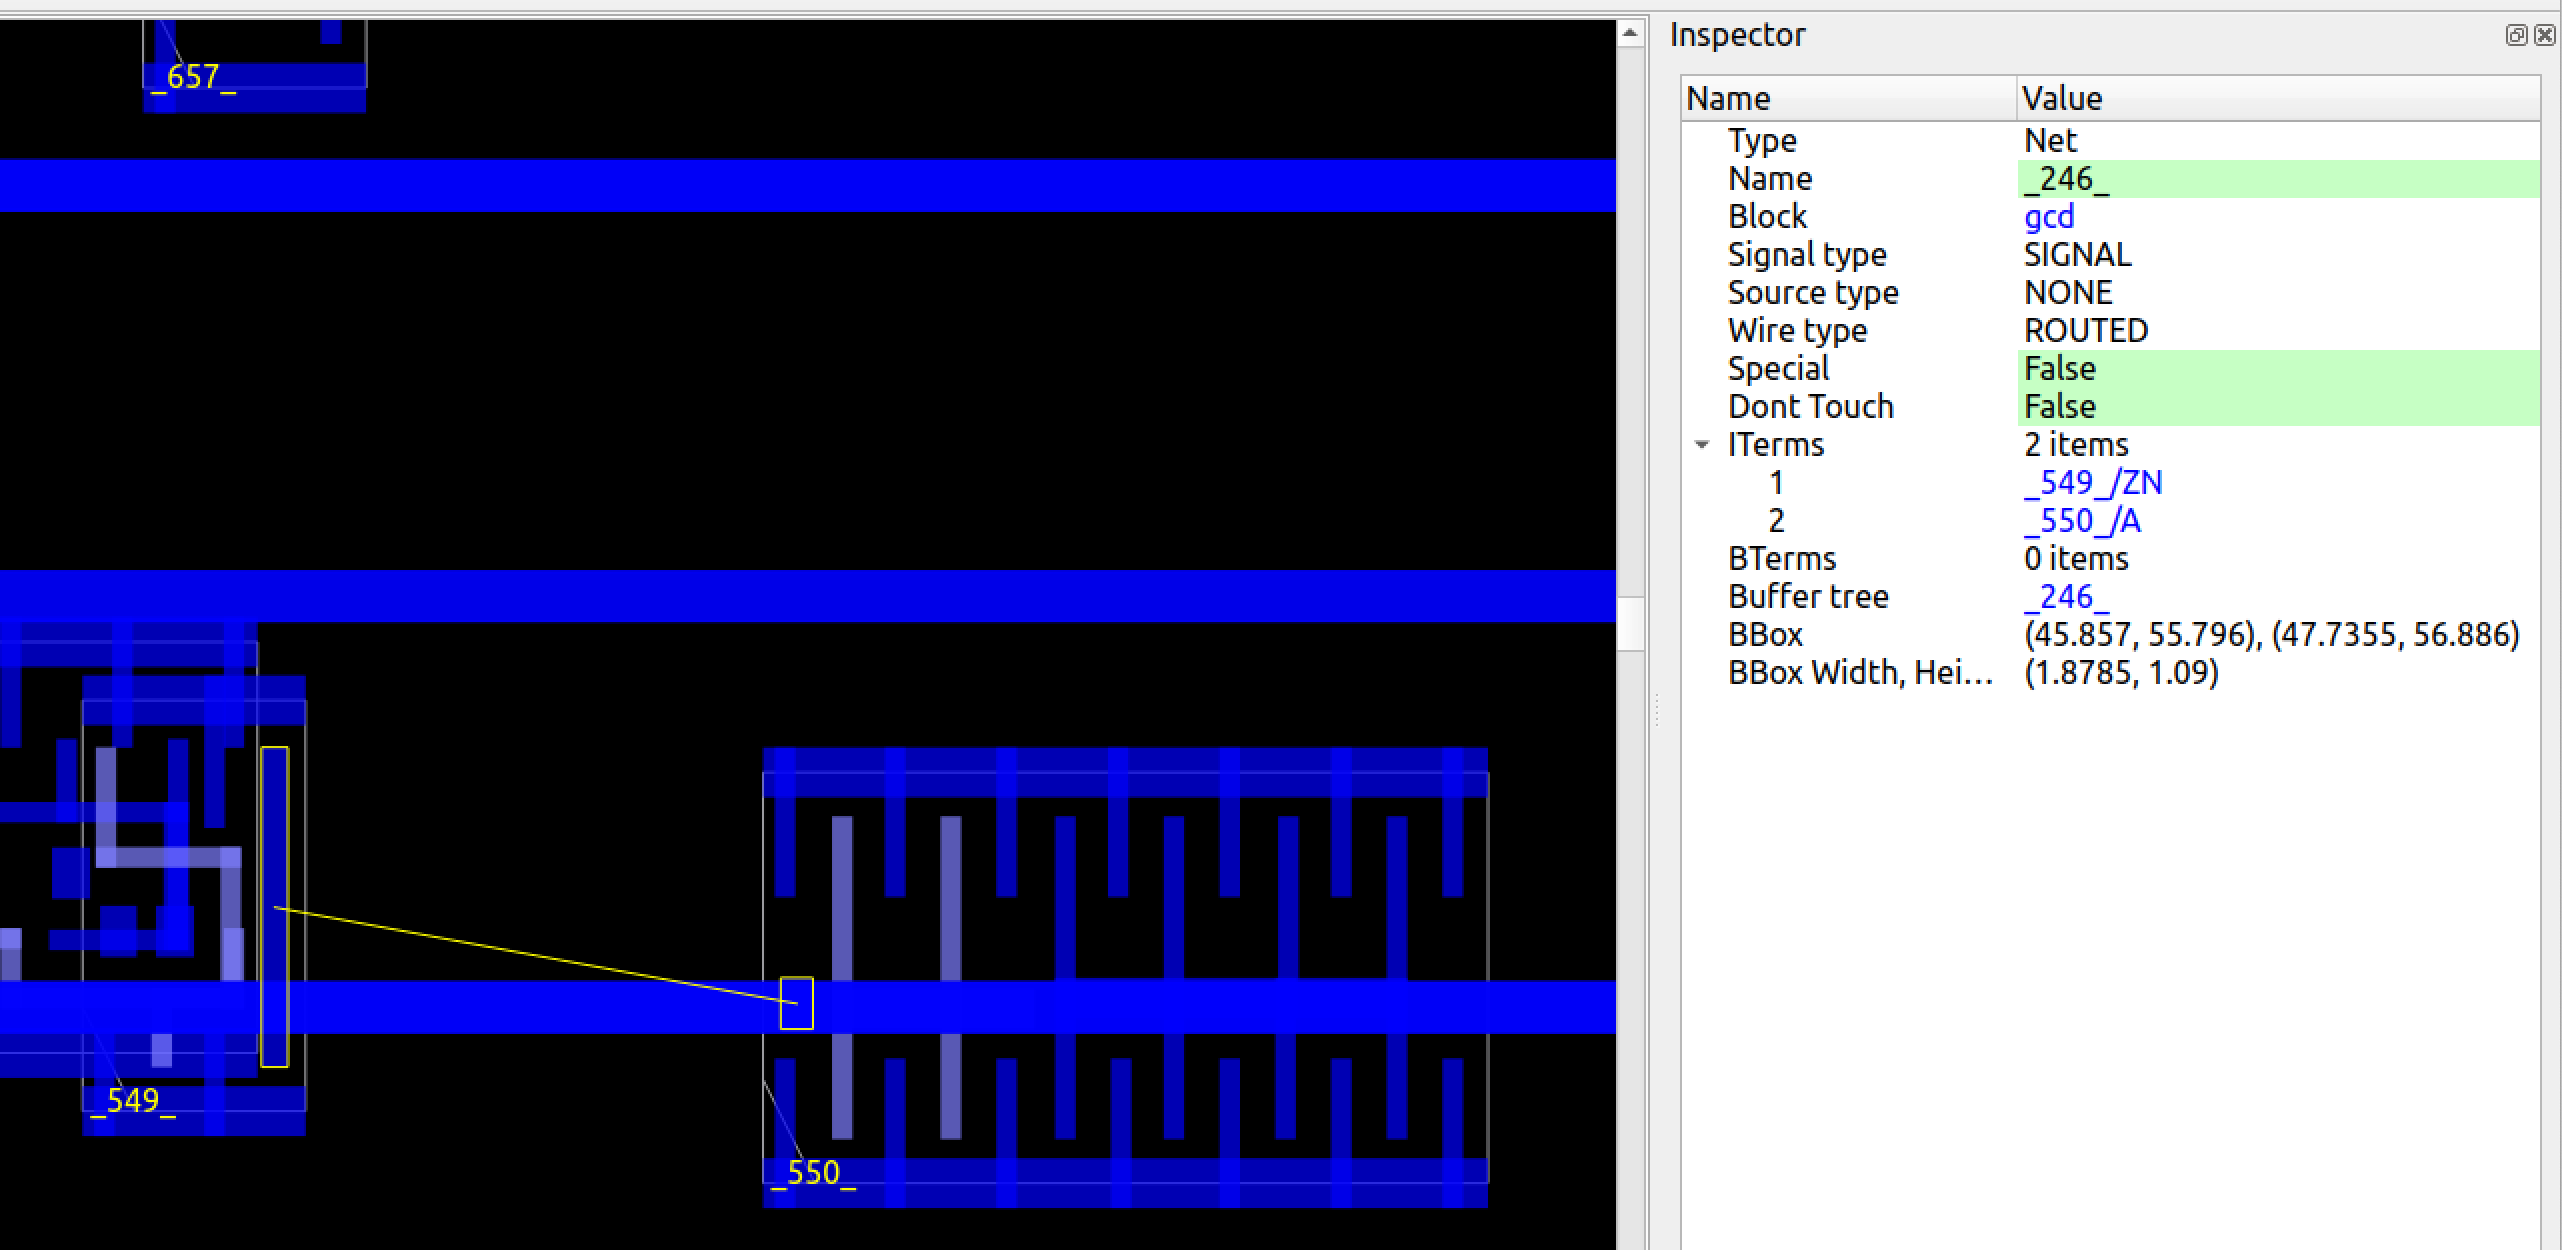 _657_
_549_
_550_
Inspector
Name Value
Type Net
Name _246_
Block gcd
Signal type SIGNAL
Source type NONE
Wire type ROUTED
Special False
Dont Touch False
ITerms 2 items
1 _549_/ZN
2 _550_/A
BTerms 0 items
Buffer tree _246_
BBox (45.857, 55.796), (47.7355, 56.886)
BBox Width, Hei... (1.8785, 1.09)